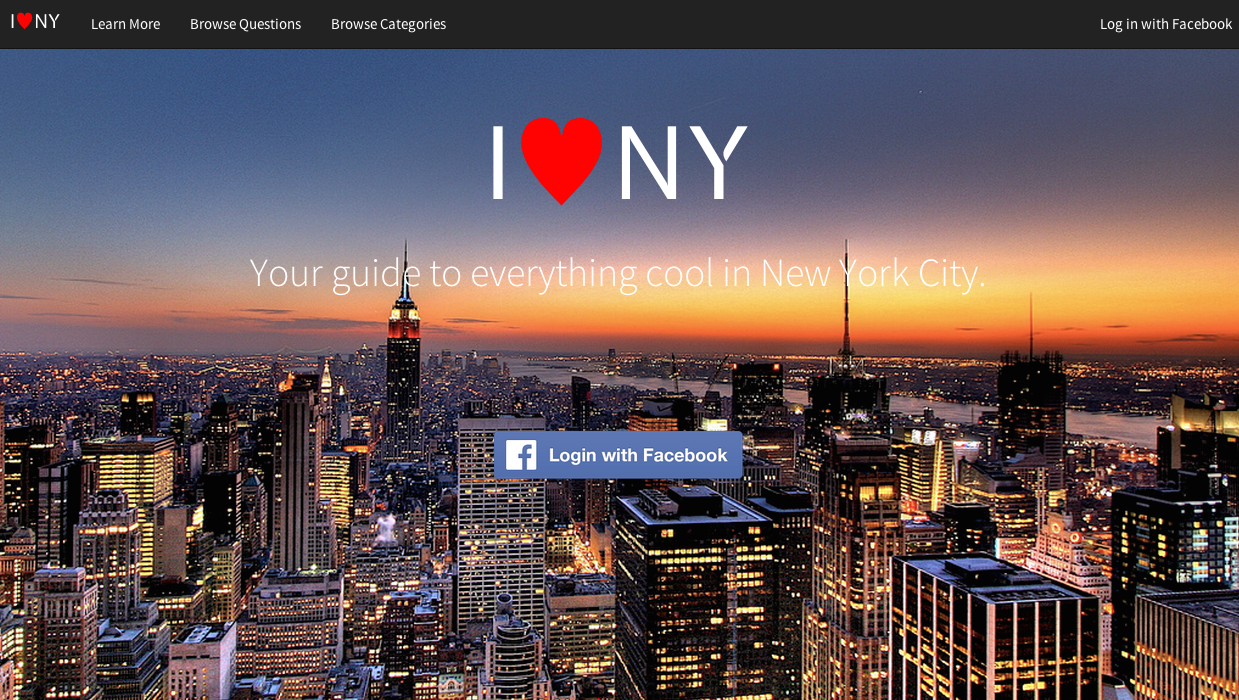 I♥NY Learn More Browse Questions Browse Categories Log in with Facebook
I♥NY
Your guide to everything cool in New York City.
Login with Facebook